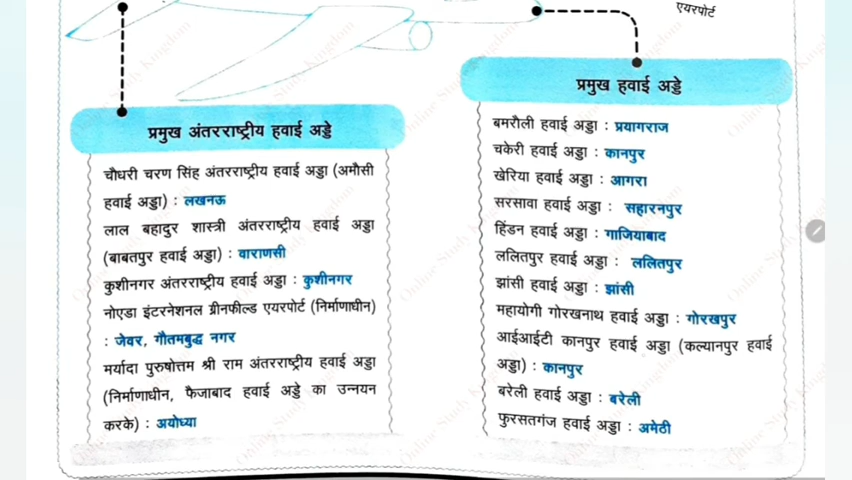 एयरपोर्ट
प्रमुख अंतरराष्ट्रीय हवाई अड्डे
चौधरी चरण सिंह अंतरराष्ट्रीय हवाई अड्डा (अमौसी
हवाई अड्डा) : लखनऊ
लाल बहादुर शास्त्री अंतरराष्ट्रीय हवाई अड्डा
(बाबतपुर हवाई अड्डा) : वाराणसी
कुशीनगर अंतरराष्ट्रीय हवाई अड्डा : कुशीनगर
नोएडा इंटरनेशनल ग्रीनफील्ड एयरपोर्ट (निर्माणाधीन)
: जेवर, गौतमबुद्ध नगर
मर्यादा पुरुषोत्तम श्री राम अंतरराष्ट्रीय हवाई अड्डा
(निर्माणाधीन, फैजाबाद हवाई अड्डे का उन्नयन
करके) : अयोध्या
प्रमुख हवाई अड्डे
बमरौली हवाई अड्डा : प्रयागराज
चकेरी हवाई अड्डा : कानपुर
खेरिया हवाई अड्डा : आगरा
सरसावा हवाई अड्डा : सहारनपुर
हिंडन हवाई अड्डा : गाजियाबाद
ललितपुर हवाई अड्डा : ललितपुर
झांसी हवाई अड्डा : झांसी
महायोगी गोरखनाथ हवाई अड्डा : गोरखपुर
आईआईटी कानपुर हवाई अड्डा (कल्यानपुर हवाई
अड्डा) : कानपुर
बरेली हवाई अड्डा : बरेली
फुरसतगंज हवाई अड्डा : अमेठी
Online Study Kingdom